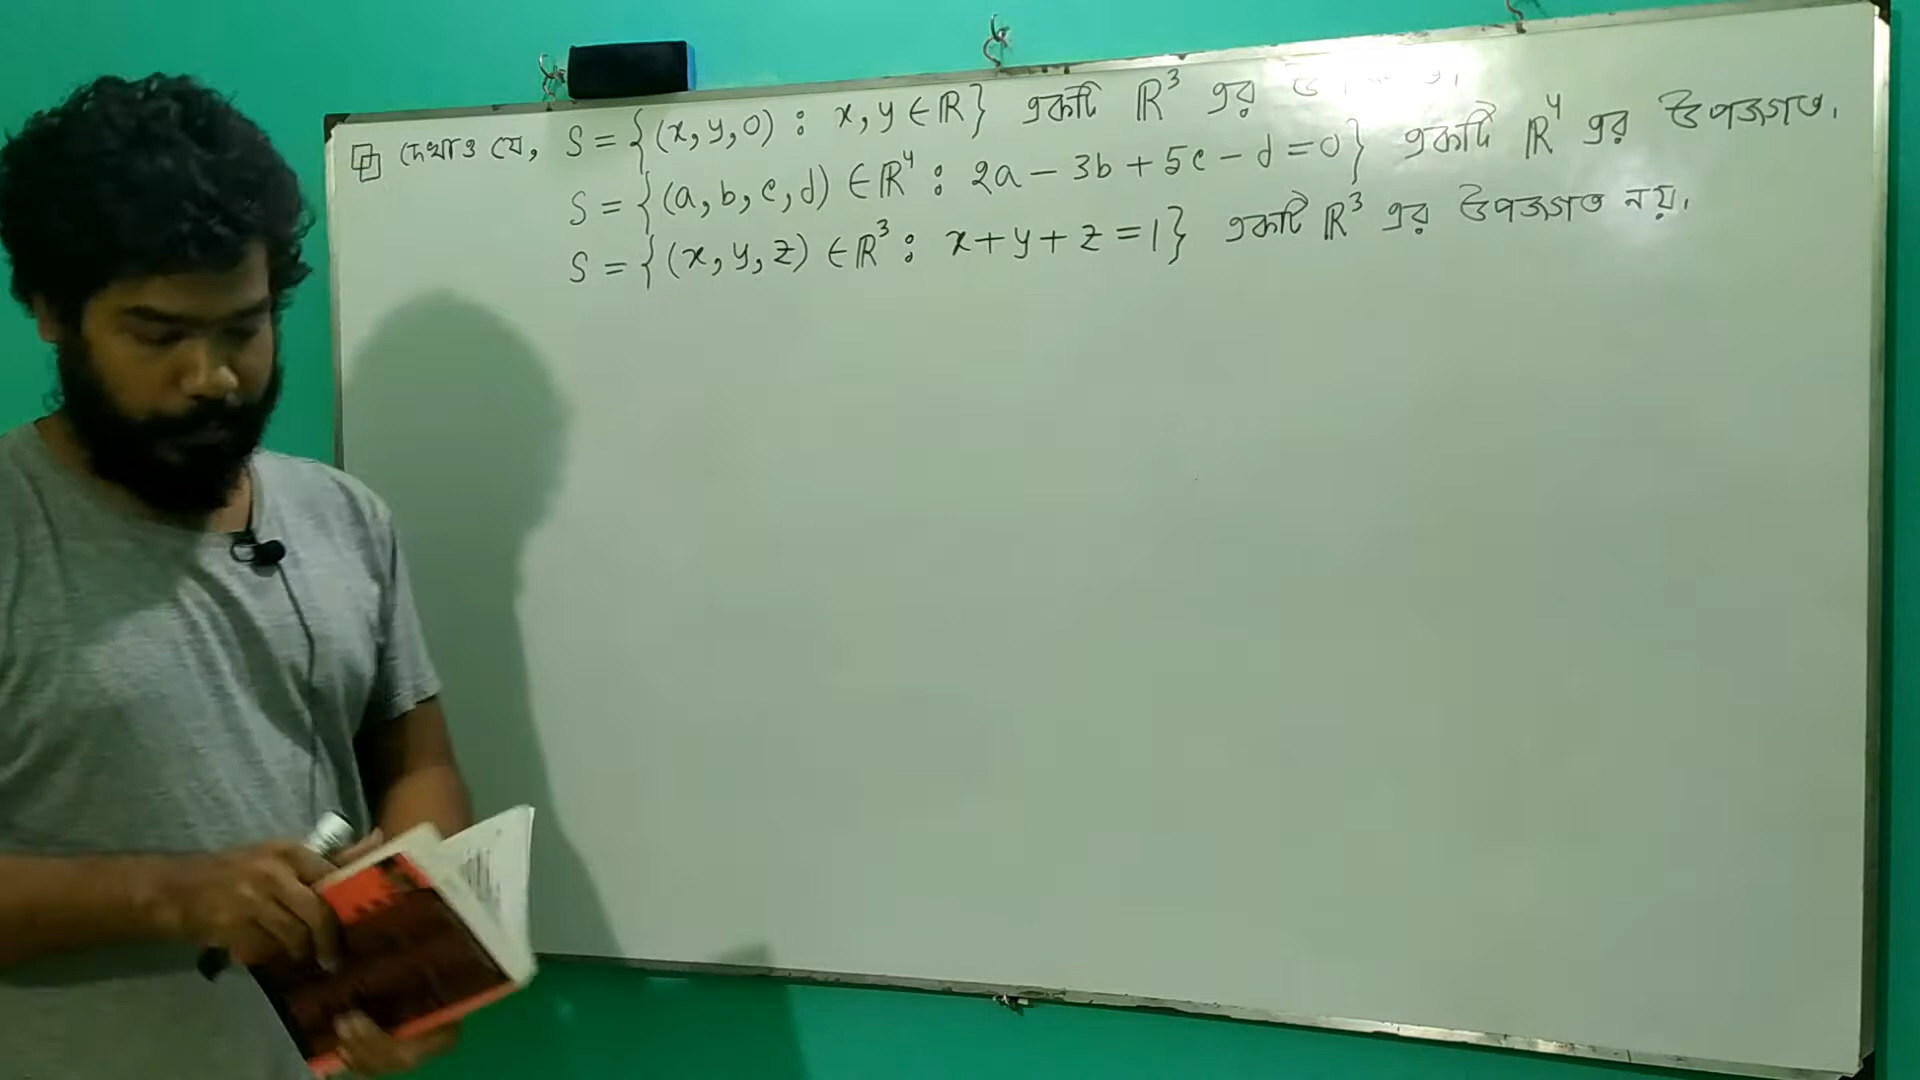 দেখাও যে, S = {(x, y, 0) : x, y ∈ ℝ} একটি ℝ³ এর
S = {(a, b, c, d) ∈ ℝ⁴ : 2a - 3b + 5c - d = 0} একটি ℝ⁴ এর উপজগত।
S = {(x, y, z) ∈ ℝ³ : x + y + z = 1} একটি ℝ³ এর উপজগত নয়।